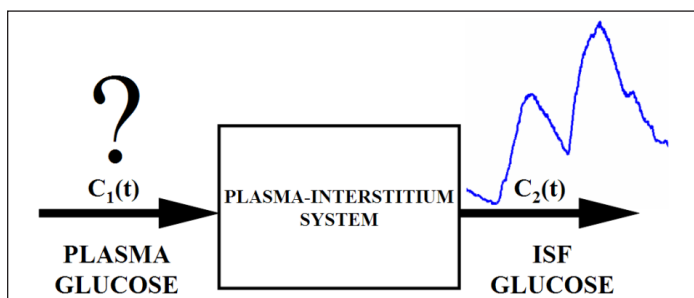 ?
C₁(t)
PLASMA
GLUCOSE
PLASMA-INTERSTITIUM
SYSTEM
C₂(t)
ISF
GLUCOSE